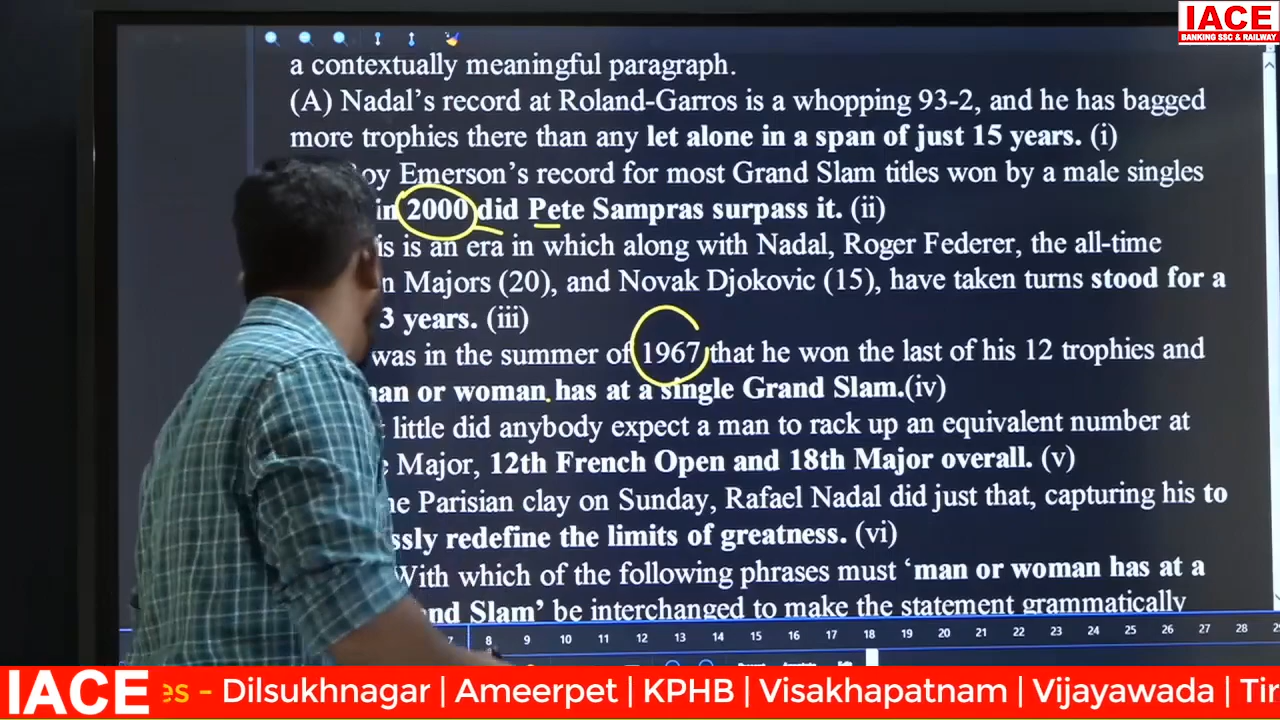 IACE
BANKING SSC & RAILWAY
a contextually meaningful paragraph.
(A) Nadal’s record at Roland-Garros is a whopping 93-2, and he has bagged
more trophies there than any let alone in a span of just 15 years. (i)
oy Emerson’s record for most Grand Slam titles won by a male singles
in 2000 did Pete Sampras surpass it. (ii)
is is an era in which along with Nadal, Roger Federer, the all-time
n Majors (20), and Novak Djokovic (15), have taken turns stood for a
3 years. (iii)
was in the summer of 1967 that he won the last of his 12 trophies and
man or woman has at a single Grand Slam.(iv)
little did anybody expect a man to rack up an equivalent number at
Major, 12th French Open and 18th Major overall. (v)
Parisian clay on Sunday, Rafael Nadal did just that, capturing his to
ssly redefine the limits of greatness. (vi)
With which of the following phrases must ‘man or woman has at a
nd Slam’ be interchanged to make the statement grammatically
7 8 9 10 11 12 13 14 15 16 17 18 19 20 21 22 23 24 25 26 27 28
IACE es - Dilsukhnagar | Ameerpet | KPHB | Visakhapatnam | Vijayawada | Tir